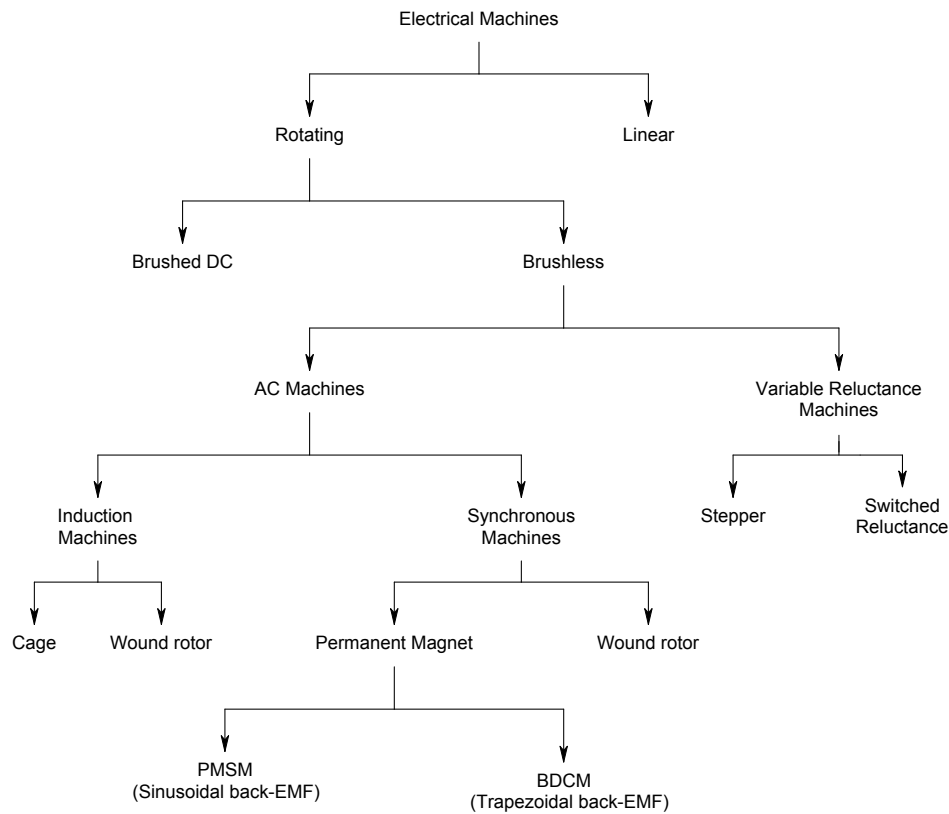 Electrical Machines
Rotating
Linear
Brushed DC
Brushless
AC Machines
Variable Reluctance
Machines
Induction
Machines
Synchronous
Machines
Stepper
Switched
Reluctance
Cage
Wound rotor
Permanent Magnet
Wound rotor
PMSM
(Sinusoidal back-EMF)
BDCM
(Trapezoidal back-EMF)